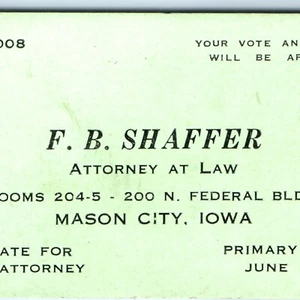 008
YOUR VOTE AN
WILL BE AP
F. B. SHAFFER
ATTORNEY AT LAW
OOMS 204-5 - 200 N. FEDERAL BLD
MASON CITY, IOWA
ATE FOR
ATTORNEY
PRIMARY
JUNE